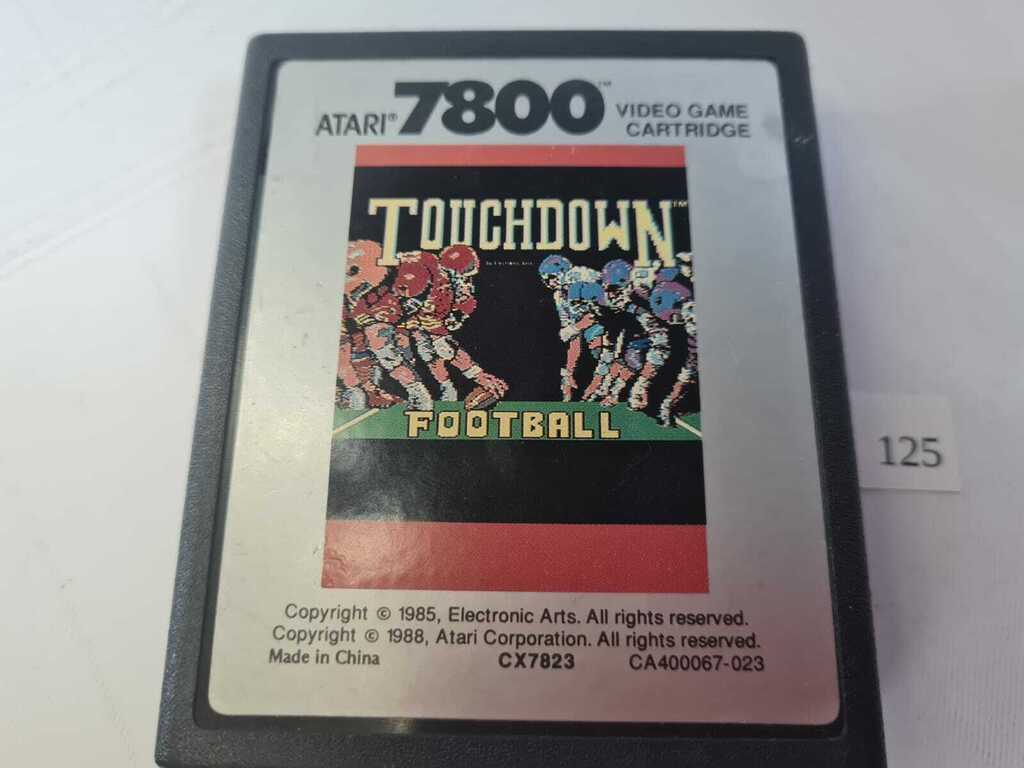 ATARI® 7800™ VIDEO GAME
CARTRIDGE
TOUCHDOWN™
FOOTBALL
125
Copyright © 1985, Electronic Arts. All rights reserved.
Copyright © 1988, Atari Corporation. All rights reserved.
Made in China CX7823 CA400067-023